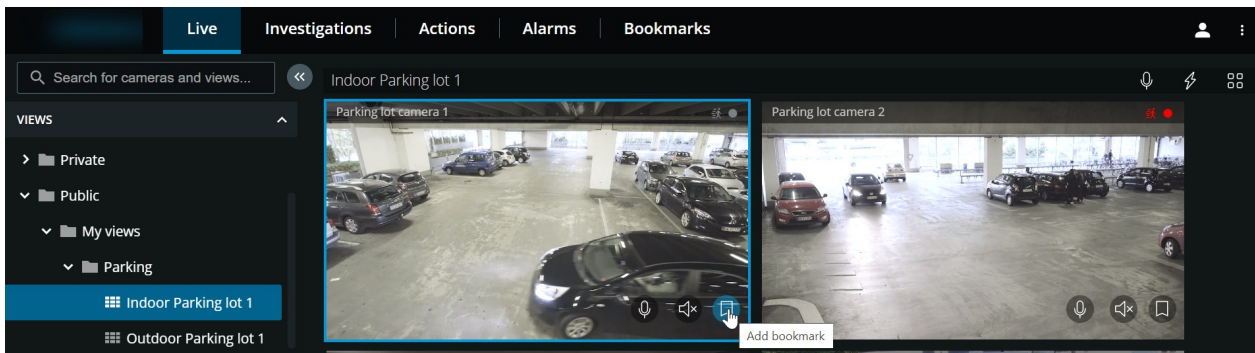 Live Investigations Actions Alarms Bookmarks
Search for cameras and views...
Indoor Parking lot 1
VIEWS
Private
Public
My views
Parking
Indoor Parking lot 1
Outdoor Parking lot 1
Parking lot camera 1
Parking lot camera 2
Add bookmark